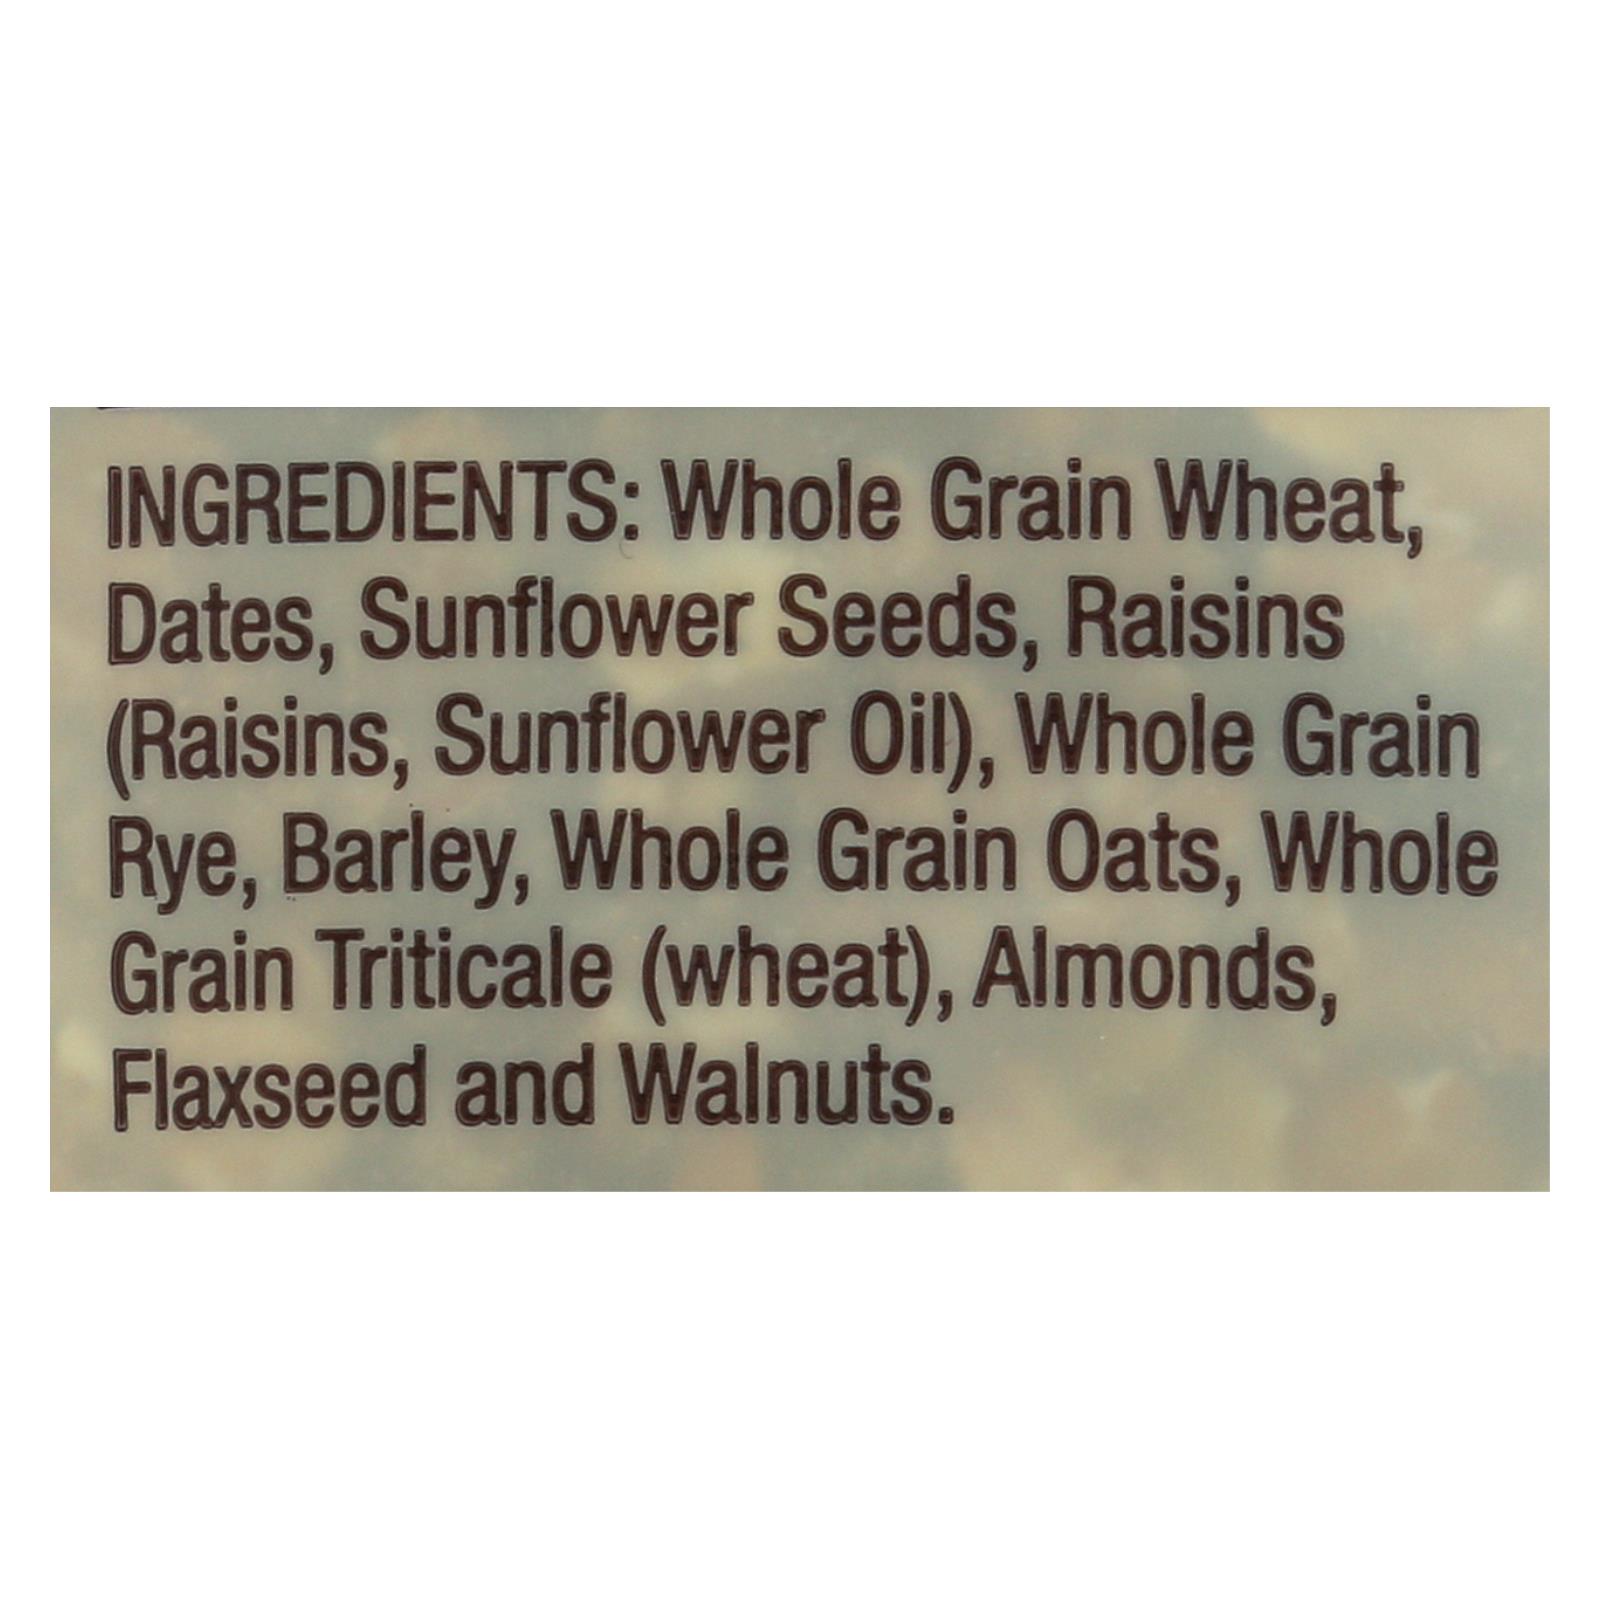 INGREDIENTS: Whole Grain Wheat,
Dates, Sunflower Seeds, Raisins
(Raisins, Sunflower Oil), Whole Grain
Rye, Barley, Whole Grain Oats, Whole
Grain Triticale (wheat), Almonds,
Flaxseed and Walnuts.